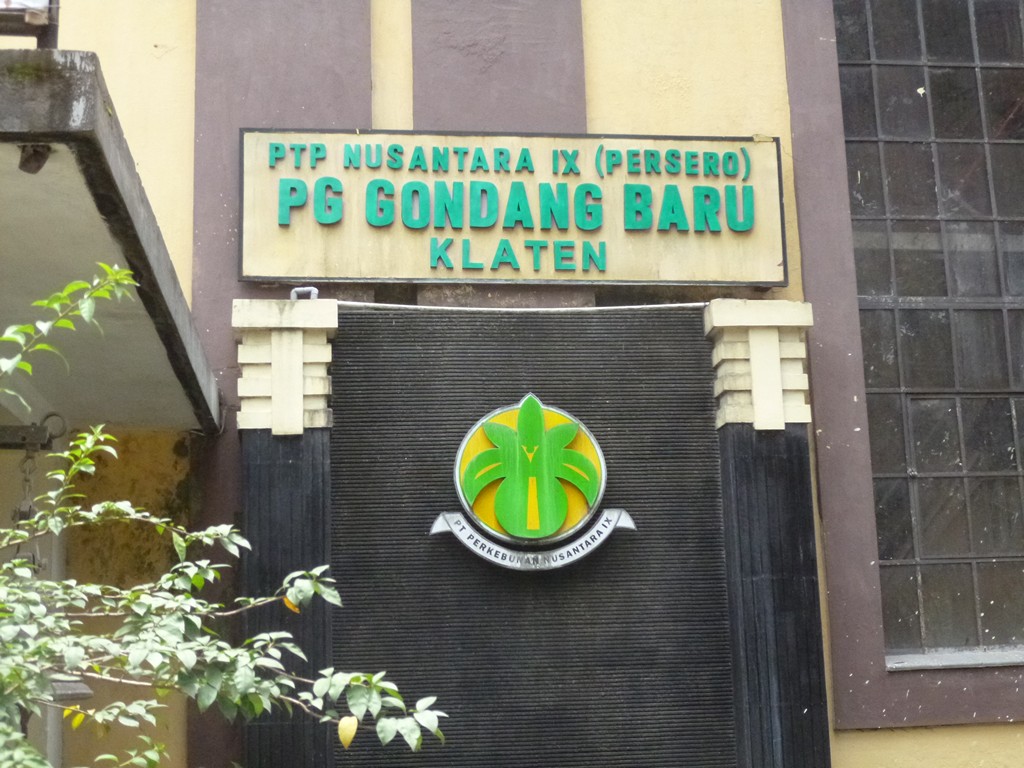 PTP NUSANTARA IX (PERSERO)
PG GONDANG BARU
KLATEN
PT PERKEBUNAN NUSANTARA IX